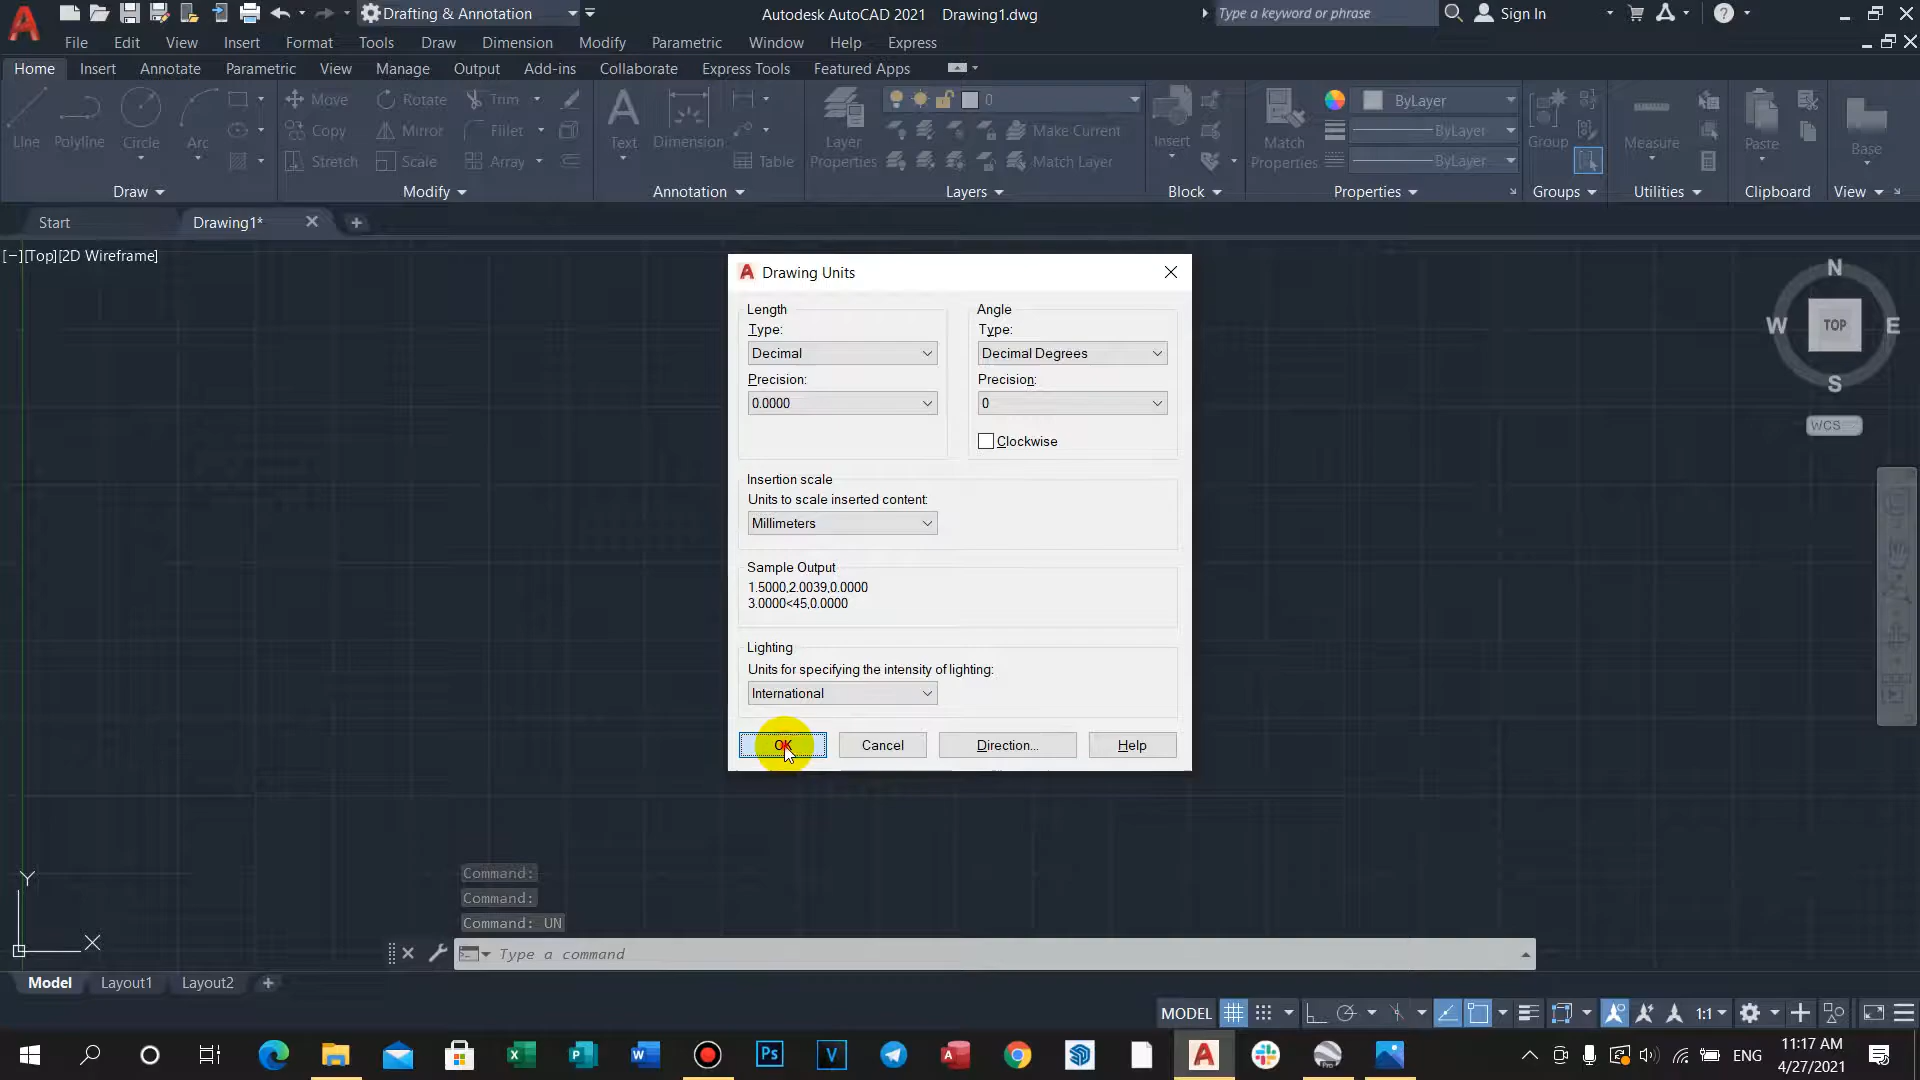 Drafting & Annotation
Autodesk AutoCAD 2021 Drawing1.dwg
Type a keyword or phrase
Sign In
File Edit View Insert Format Tools Draw Dimension Modify Parametric Window Help Express
Home Insert Annotate Parametric View Manage Output Add-ins Collaborate Express Tools Featured Apps
Line Polyline Circle Arc
Move Rotate Trim
Copy Mirror Fillet
Stretch Scale Array
Text Dimension Table
Layer Properties
0
Make Current
Match Layer
Insert
Match Properties
ByLayer
ByLayer
ByLayer
Group
Measure
Paste
Base
Draw Modify Annotation Layers Block Properties Groups Utilities Clipboard View
Start Drawing1*
[−][Top][2D Wireframe]
Drawing Units
Length
Type:
Decimal
Precision:
0.0000
Angle
Type:
Decimal Degrees
Precision:
0
Clockwise
Insertion scale
Units to scale inserted content:
Millimeters
Sample Output
1.5000,2.0039,0.0000
3.0000<45,0.0000
Lighting
Units for specifying the intensity of lighting:
International
OK Cancel Direction... Help
N
W TOP E
S
WCS
Y
X
Command:
Command:
Command: UN
Type a command
Model Layout1 Layout2
MODEL
1:1
ENG
11:17 AM
4/27/2021